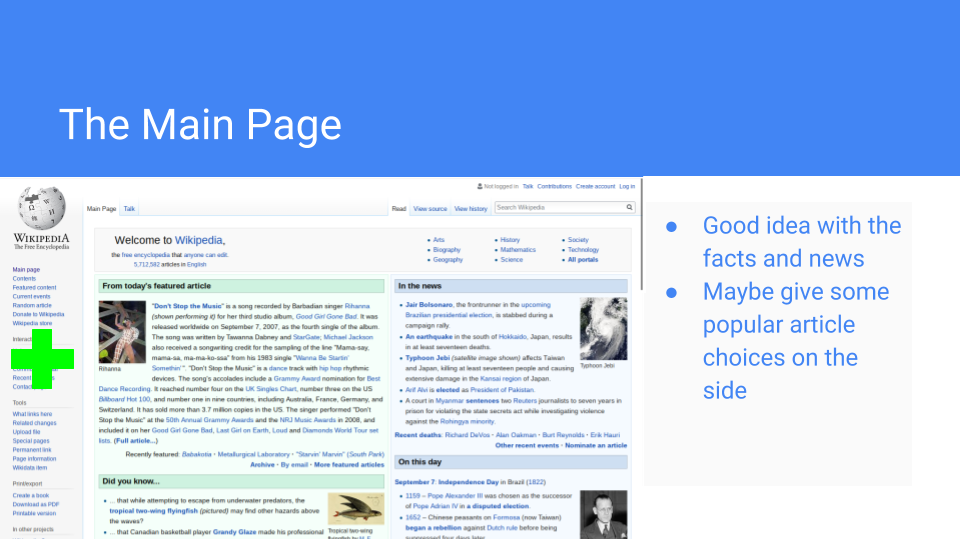 The Main Page
Not logged in Talk Contributions Create account Log in
Main Page Talk
Read View source View history Search Wikipedia
WIKIPEDIA
The Free Encyclopedia
Main page
Contents
Featured content
Current events
Random article
Donate to Wikipedia
Wikipedia store
Interac
Recent
Tools
What links here
Related changes
Upload file
Special pages
Permanent link
Page information
Wikidata item
Print/export
Create a book
Download as PDF
Printable version
In other projects
Welcome to Wikipedia,
the free encyclopedia that anyone can edit.
5,712,582 articles in English
• Arts
• Biography
• Geography
• History
• Mathematics
• Science
• Society
• Technology
• All portals
From today's featured article
"Don't Stop the Music" is a song recorded by Barbadian singer Rihanna
(shown performing it) for her third studio album, Good Girl Gone Bad. It was
released worldwide on September 7, 2007, as the fourth single of the album.
The song was written by Tawanna Dabney and StarGate; Michael Jackson
also received a songwriting credit for the sampling of the line "Mama-say,
mama-sa, ma-ma-ko-ssa" from his 1983 single "Wanna Be Startin'
Somethin'". "Don't Stop the Music" is a dance track with hip hop rhythmic
devices. The song's accolades include a Grammy Award nomination for Best
Dance Recording. It reached number four on the UK Singles Chart, number three on the US
Billboard Hot 100, and number one in nine countries, including Australia, France, Germany, and
Switzerland. It has sold more than 3.7 million copies in the US. The singer performed "Don't
Stop the Music" at the 50th Annual Grammy Awards and the NRJ Music Awards in 2008, and
included it on her Good Girl Gone Bad, Last Girl on Earth, Loud and Diamonds World Tour set
lists. (Full article...)
Rihanna
Recently featured: Babakotia • Metallurgical Laboratory • "Starvin' Marvin" (South Park)
Archive • By email • More featured articles
Did you know...
• ... that while attempting to escape from underwater predators, the
tropical two-wing flyingfish (pictured) may find other hazards above
the waves?
• ... that Canadian basketball player Grandy Glaze made his professional
Tropical two-wing
In the news
• Jair Bolsonaro, the frontrunner in the upcoming
Brazilian presidential election, is stabbed during a
campaign rally.
• An earthquake in south of Hokkaido, Japan, results
in at least seventeen deaths.
• Typhoon Jebi (satellite image shown) affects Taiwan
and Japan, killing at least seventeen people and causing
extensive damage in the Kansai region of Japan.
• Arif Alvi is elected as President of Pakistan.
• A court in Myanmar sentences two Reuters journalists to seven years in
prison for violating the state secrets act while investigating violence
against the Rohingya minority.
Typhoon Jebi
Recent deaths: Richard DeVos • Alan Oakman • Burt Reynolds • Erik Hauri
Other recent events • Nominate an article
On this day
September 7: Independence Day in Brazil (1822)
• 1159 – Pope Alexander III was chosen as the successor
of Pope Adrian IV in a disputed election.
• 1652 – Chinese peasants on Formosa (now Taiwan)
began a rebellion against Dutch rule before being
suppressed four days later.
● Good idea with the
facts and news
● Maybe give some
popular article
choices on the
side